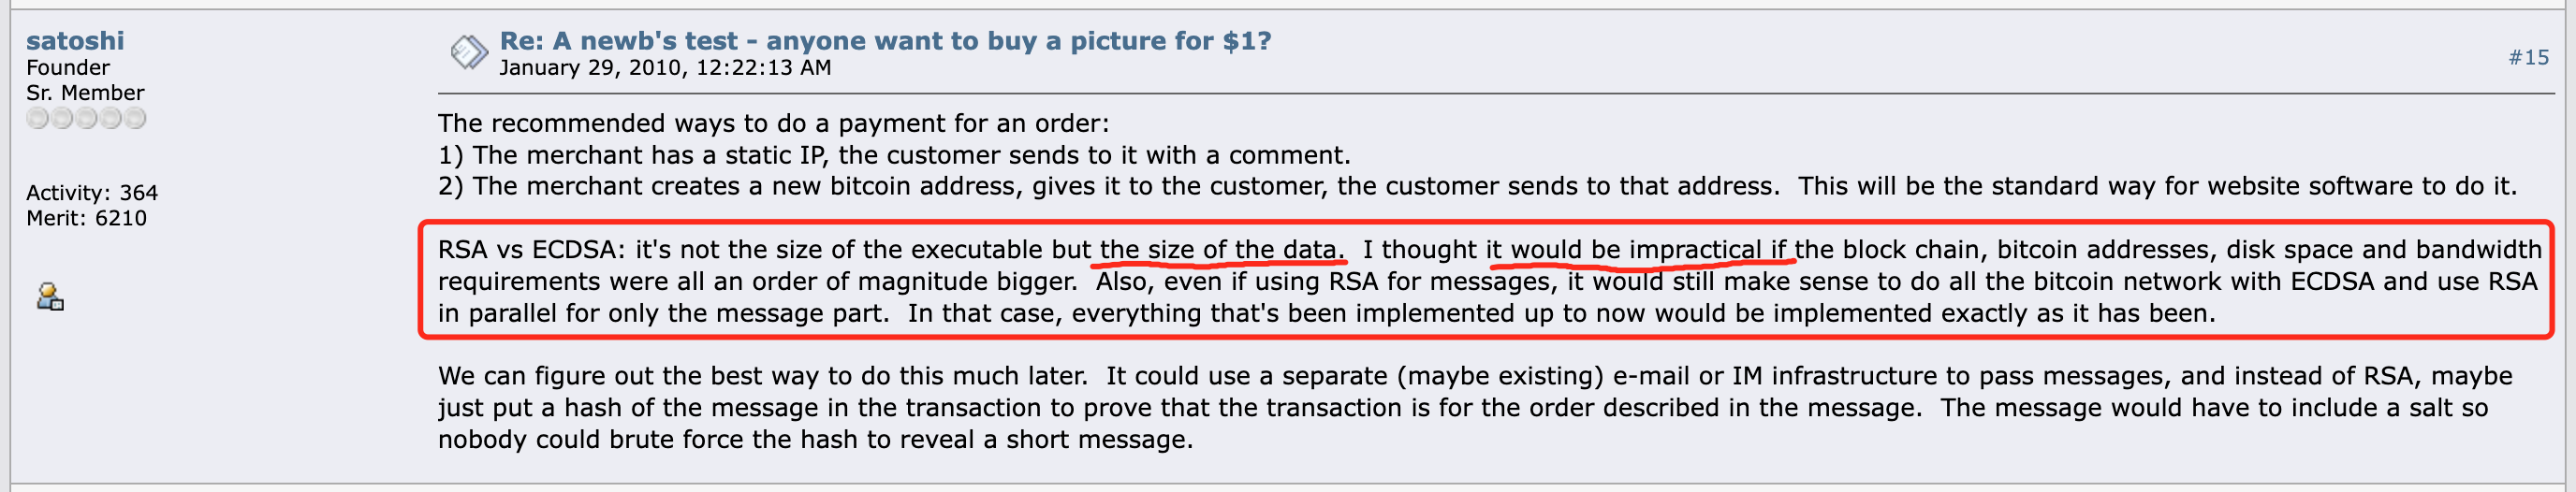 satoshi
Founder
Sr. Member
Activity: 364
Merit: 6210
Re: A newb's test - anyone want to buy a picture for $1?
January 29, 2010, 12:22:13 AM
#15
The recommended ways to do a payment for an order:
1) The merchant has a static IP, the customer sends to it with a comment.
2) The merchant creates a new bitcoin address, gives it to the customer, the customer sends to that address.  This will be the standard way for website software to do it.
RSA vs ECDSA: it's not the size of the executable but the size of the data.  I thought it would be impractical if the block chain, bitcoin addresses, disk space and bandwidth
requirements were all an order of magnitude bigger.  Also, even if using RSA for messages, it would still make sense to do all the bitcoin network with ECDSA and use RSA
in parallel for only the message part.  In that case, everything that's been implemented up to now would be implemented exactly as it has been.
We can figure out the best way to do this much later.  It could use a separate (maybe existing) e-mail or IM infrastructure to pass messages, and instead of RSA, maybe
just put a hash of the message in the transaction to prove that the transaction is for the order described in the message.  The message would have to include a salt so
nobody could brute force the hash to reveal a short message.